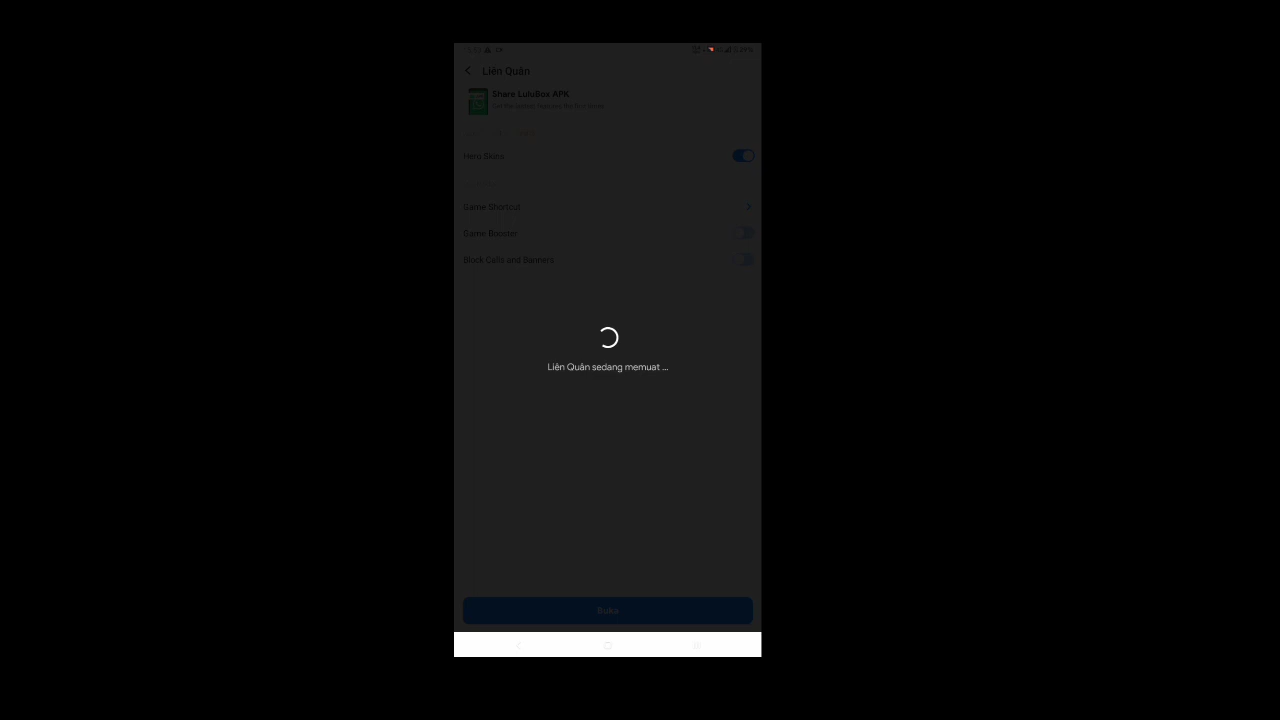 Liên Quân
Share LuluBox APK
Hero Skins
Game Shortcut
Game Booster
Block Calls and Banners
Liên Quân sedang memuat ...
Buka